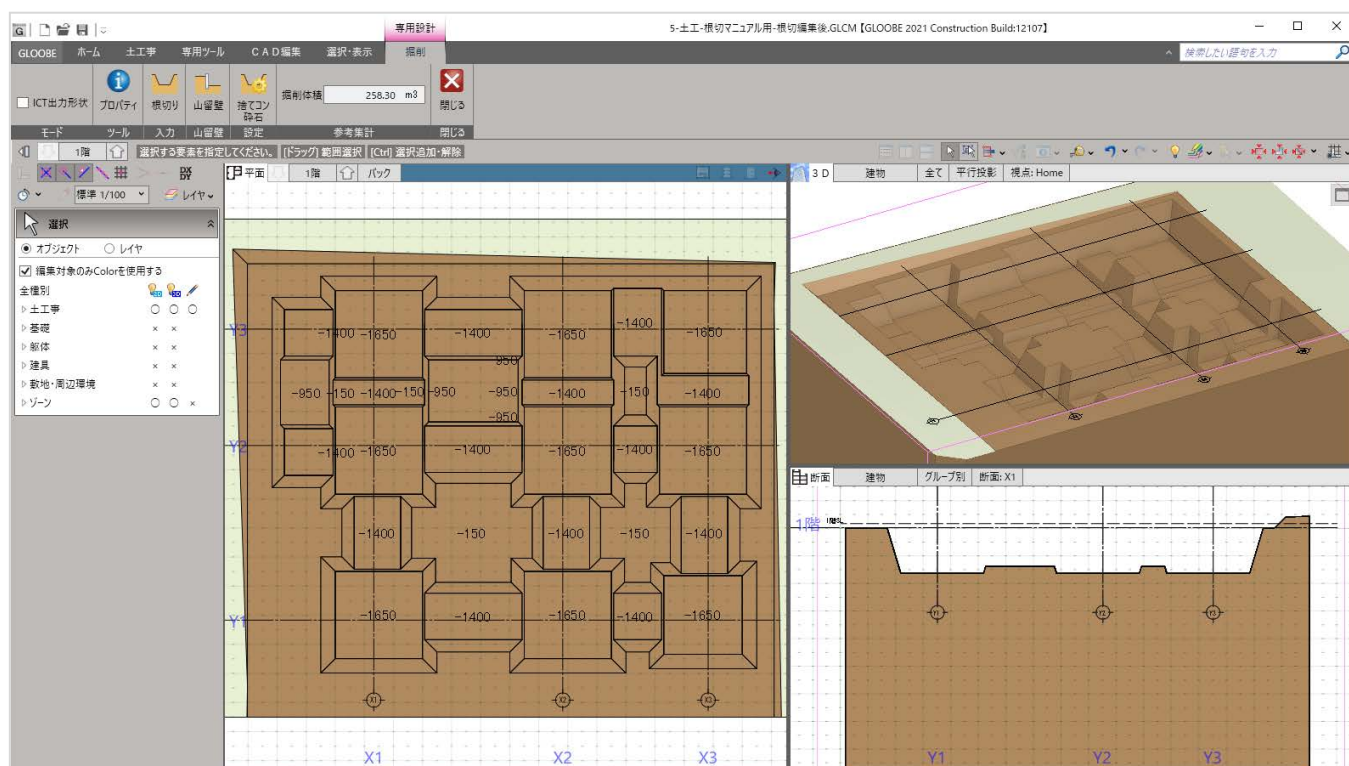 専用設計
5-土工-根切マニュアル用-根切編集後.GLCM 【GLOOBE 2021 Construction Build:12107】
GLOOBE ホーム 土工事 専用ツール CAD編集 選択・表示 掘削 検索したい語句を入力
ICT出力形状 プロパティ 根切り 山留壁 捨てコン 砕石 掘削体積 258.30 m3 閉じる
モード ツール 入力 山留壁 設定 参考集計 閉じる
1階 選択する要素を指定してください。 [ドラッグ] 範囲選択 [Ctrl] 選択追加・解除
標準 1/100 レイヤ
選択
オブジェクト レイヤ
編集対象のみColorを使用する
全種別
土工事
基礎
躯体
建具
敷地・周辺環境
ゾーン
平面 1階 バック
Y3 -1400 -1650 -1400 -1650 -1400 -1650
-950
-950 -150 -1400 -150 -950 -950 -1400 -150 -1400
-950
Y2 -1400 -1650 -1400 -1650 -1400 -1650
-1400 -150 -1400 -150 -1400
Y1 -1650 -1400 -1650 -1400 -1650
X1 X2 X3
X1 X2 X3
3D 建物 全て 平行投影 視点: Home
断面 建物 グループ別 断面: X1
1階
Y1 Y2 Y3
Y1 Y2 Y3